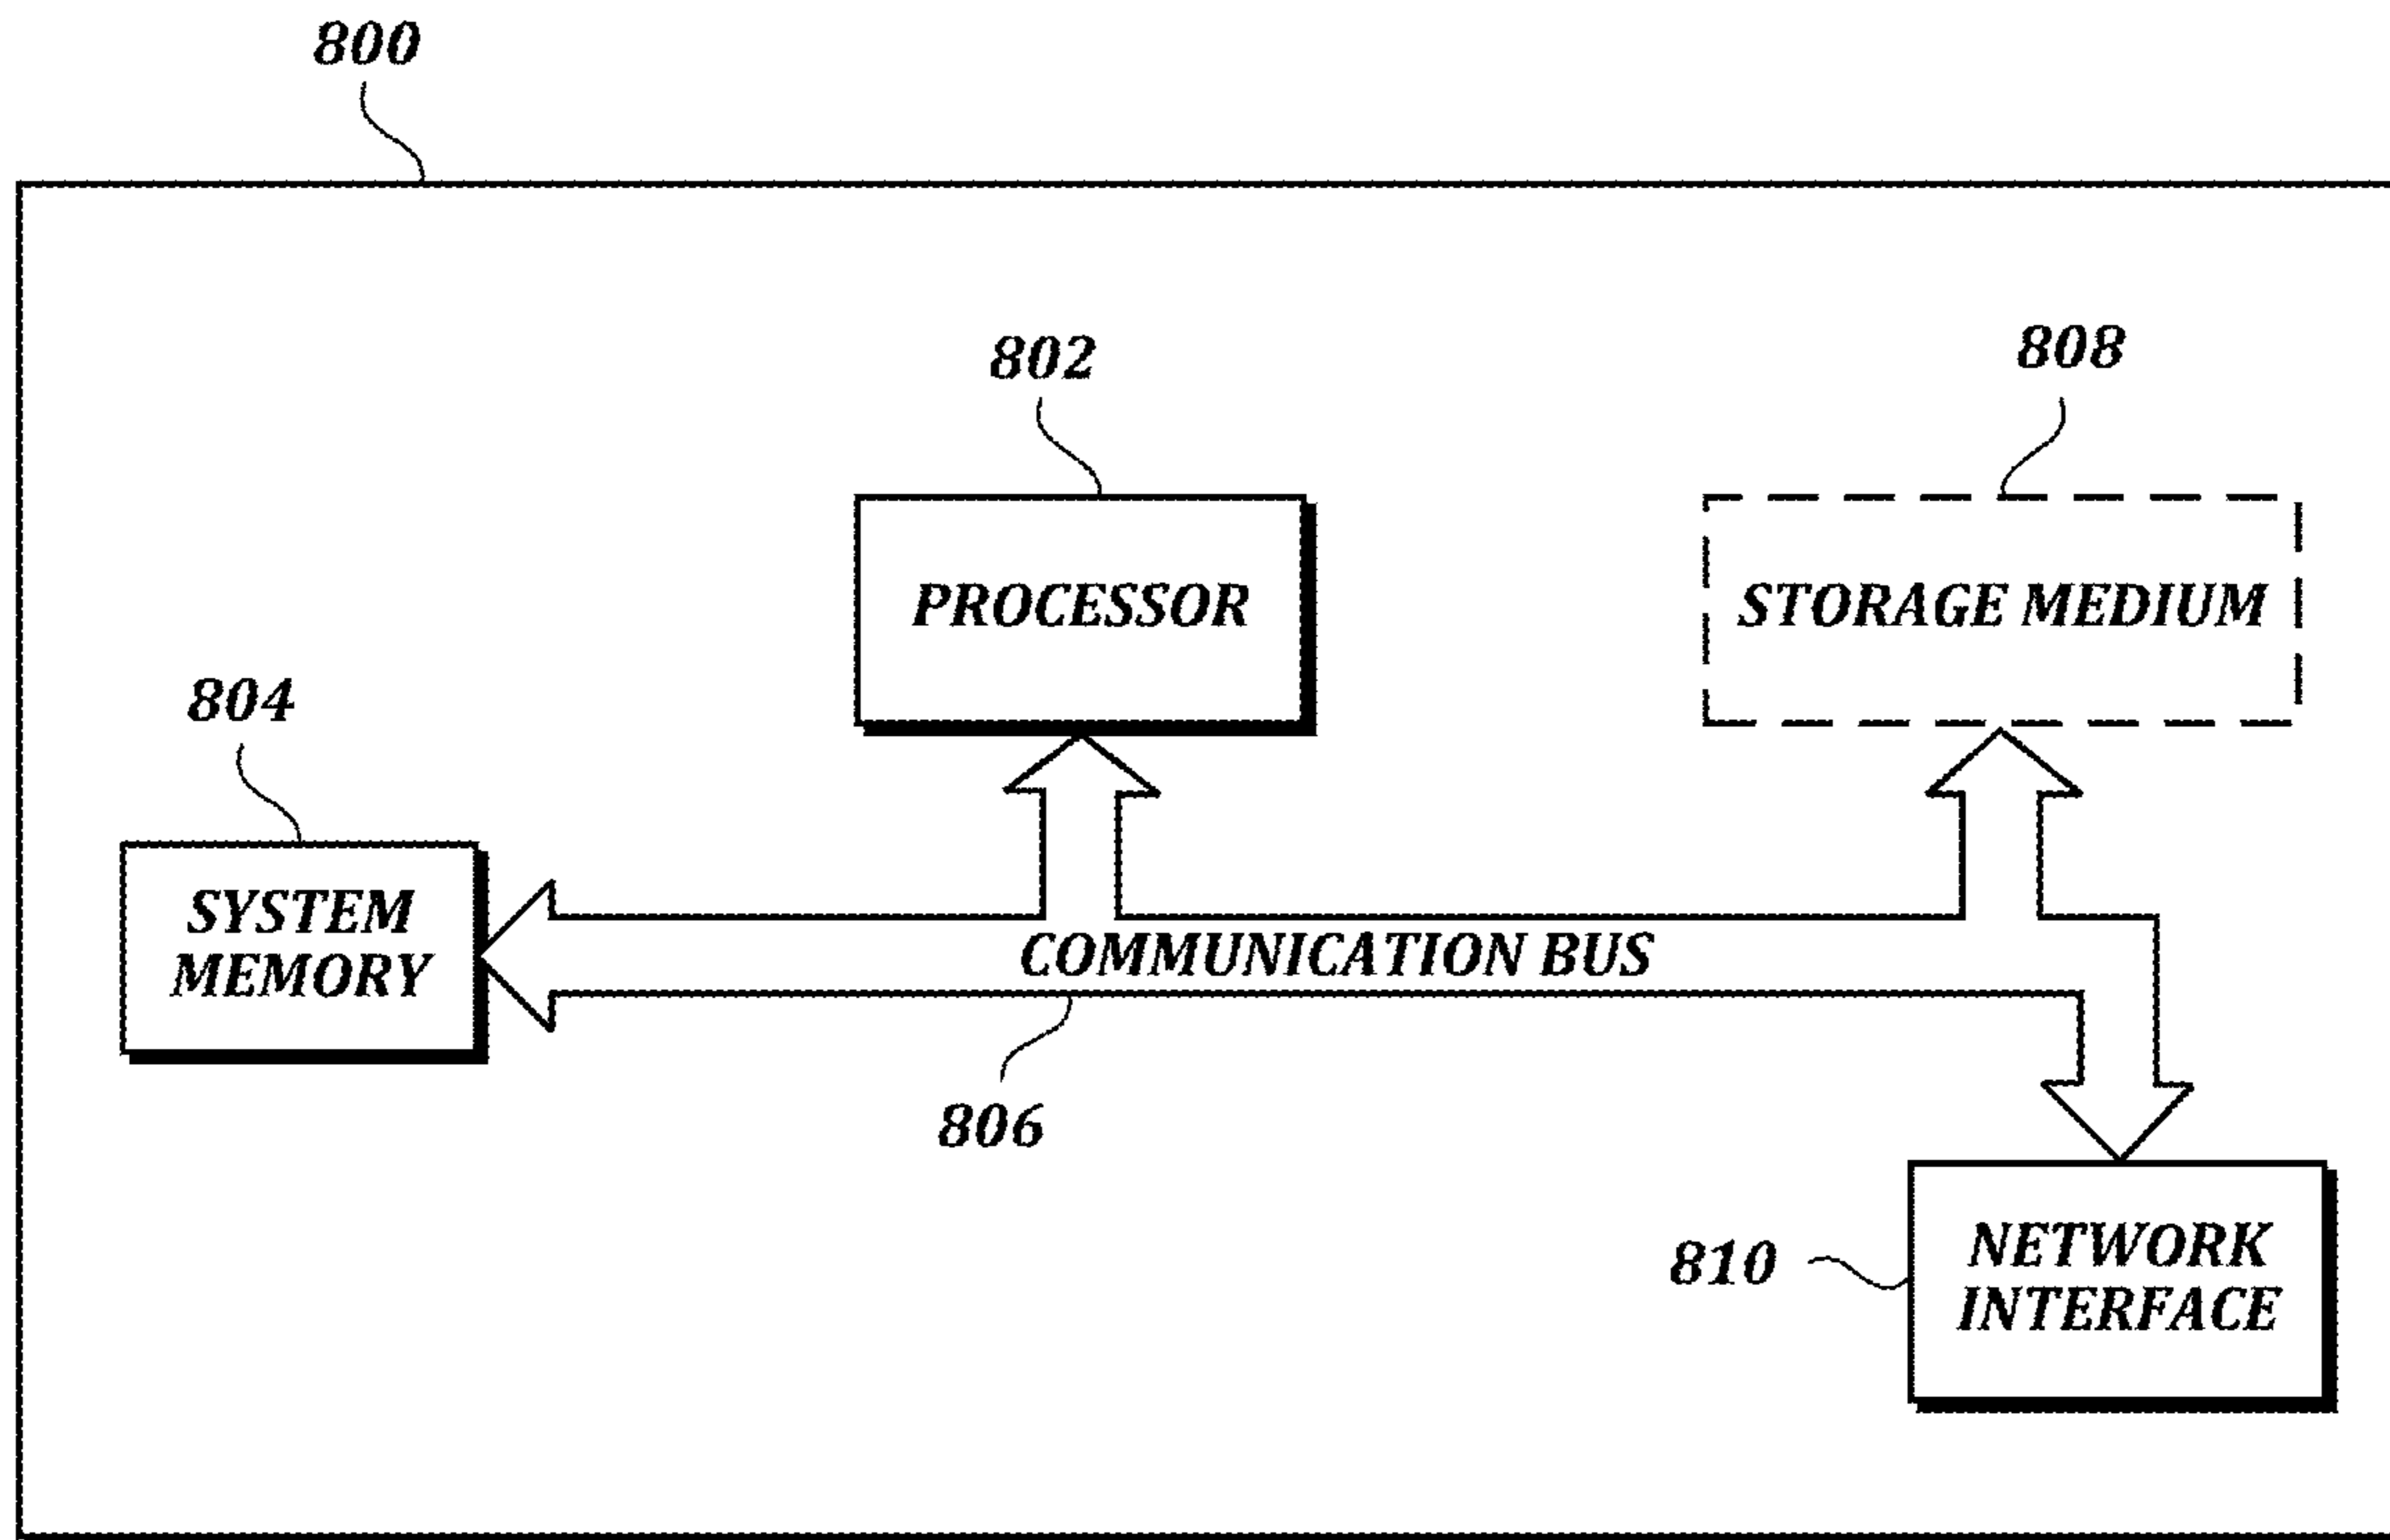 800
802
808
PROCESSOR
STORAGE MEDIUM
804
SYSTEM
MEMORY
COMMUNICATION BUS
806
810
NETWORK
INTERFACE